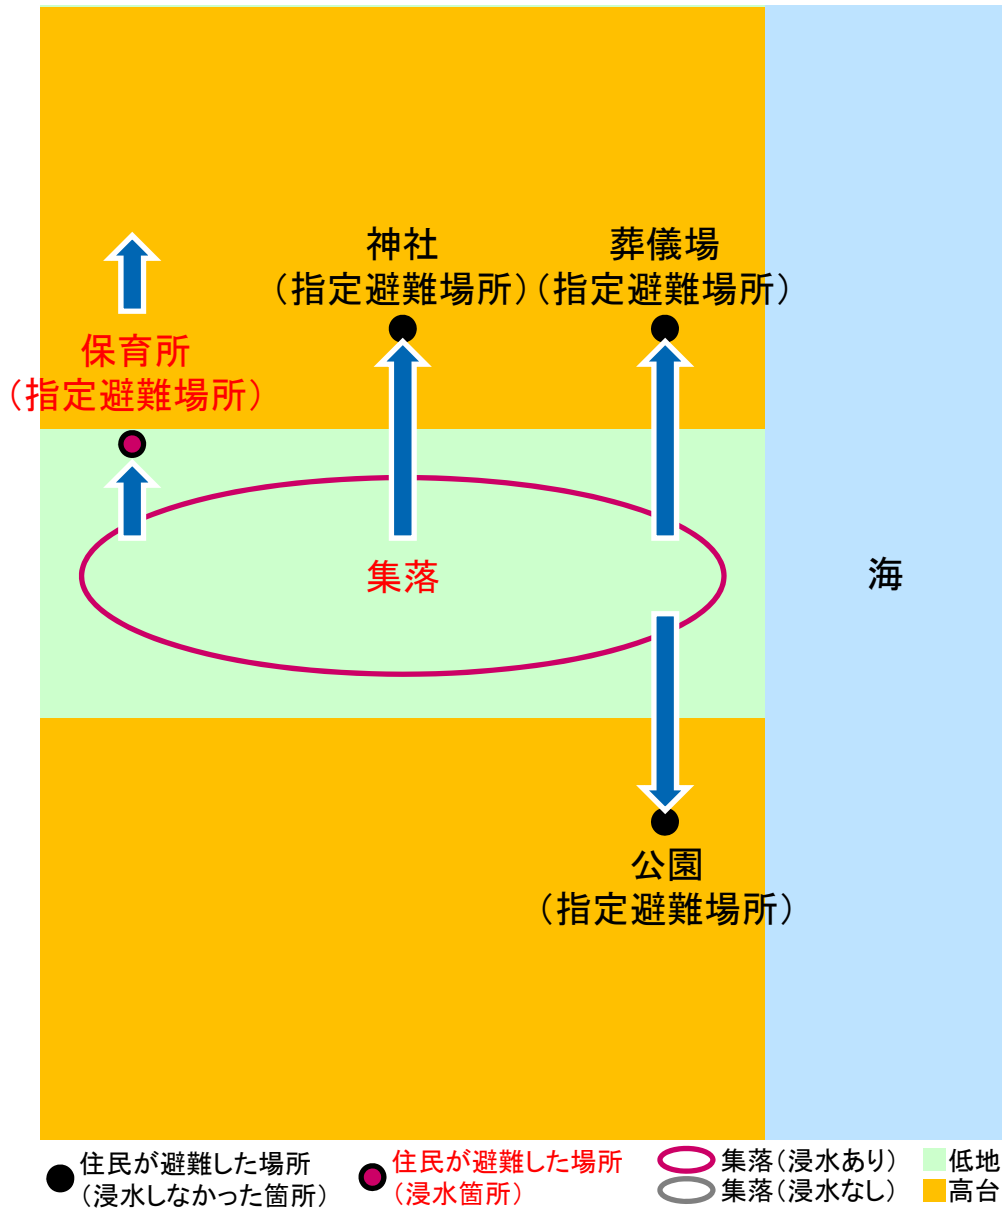 神社
(指定避難場所)
葬儀場
(指定避難場所)
保育所
(指定避難場所)
集落
海
公園
(指定避難場所)
住民が避難した場所
(浸水しなかった箇所)
住民が避難した場所
(浸水箇所)
集落(浸水あり)
集落(浸水なし)
低地
高台